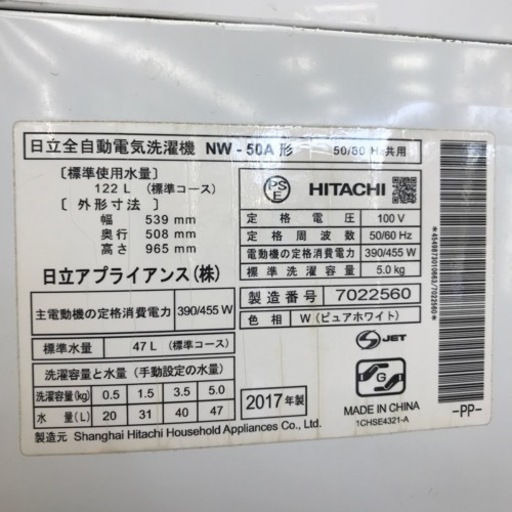 日立全自動電気洗濯機 NW-50A 形 50/60 Hz 共用
［標準使用水量］
122 L （標準コース）
［外形寸法］
幅 539 mm
奥行 508 mm
高さ 965 mm
日立アプライアンス（株）
主電動機の定格消費電力 390/455 W
標準水量 47 L （標準コース）
洗濯容量と水量（手動設定の水量）
洗濯容量(kg) 0.5 1.5 3.5 5.0
水量(L) 20 31 40 47
製造元 Shanghai Hitachi Household Appliances Co., Ltd.
PS E HITACHI
定格電圧 100 V
定格周波数 50/60 Hz
電動機の定格消費電力 390/455 W
標準洗濯容量 5.0 kg
製造番号 7022560
色相 W（ピュアホワイト）
S JET
2017年製
G
MADE IN CHINA
1CHSE4321-A
-PP-